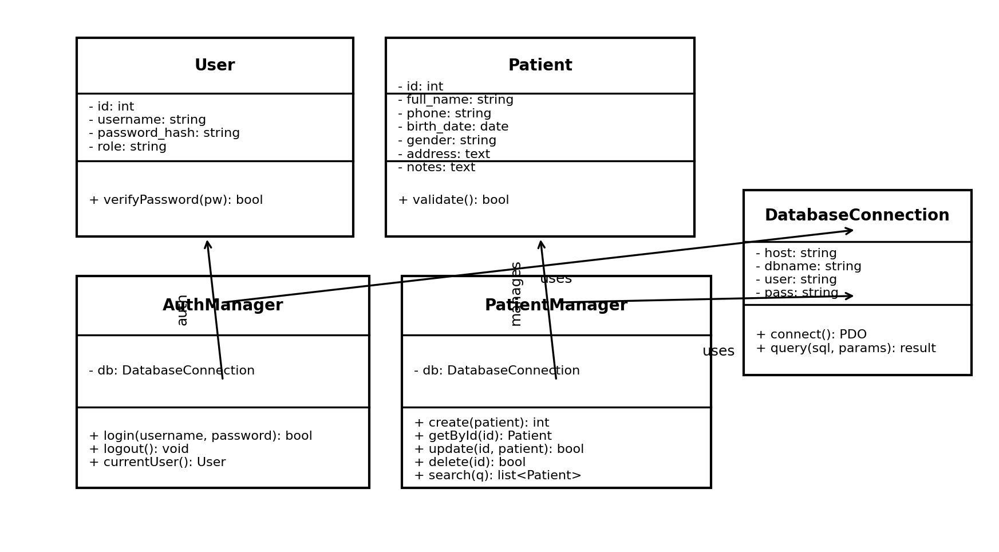 User
- id: int
- username: string
- password_hash: string
- role: string
+ verifyPassword(pw): bool
Patient
- id: int
- full_name: string
- phone: string
- birth_date: date
- gender: string
- address: text
- notes: text
+ validate(): bool
DatabaseConnection
- host: string
- dbname: string
- user: string
- pass: string
+ connect(): PDO
+ query(sql, params): result
auth
manages
uses
uses
AuthManager
- db: DatabaseConnection
+ login(username, password): bool
+ logout(): void
+ currentUser(): User
PatientManager
- db: DatabaseConnection
+ create(patient): int
+ getById(id): Patient
+ update(id, patient): bool
+ delete(id): bool
+ search(q): list<Patient>